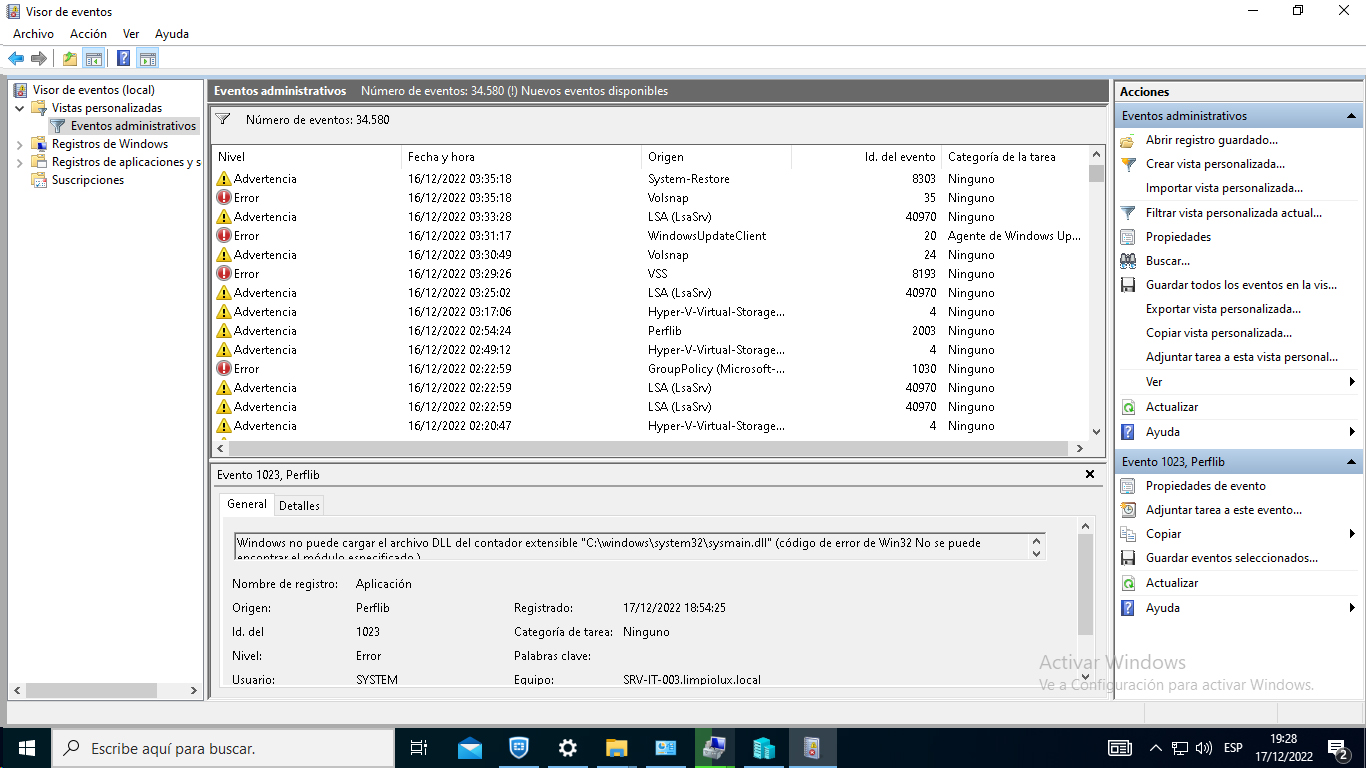 Visor de eventos
Archivo Acción Ver Ayuda
Visor de eventos (local)
Vistas personalizadas
Eventos administrativos
Registros de Windows
Registros de aplicaciones y s
Suscripciones
Eventos administrativos Número de eventos: 34.580 (!) Nuevos eventos disponibles
Número de eventos: 34.580
Nivel Fecha y hora Origen Id. del evento Categoría de la tarea
Advertencia 16/12/2022 03:35:18 System-Restore 8303 Ninguno
Error 16/12/2022 03:35:18 Volsnap 35 Ninguno
Advertencia 16/12/2022 03:33:28 LSA (LsaSrv) 40970 Ninguno
Error 16/12/2022 03:31:17 WindowsUpdateClient 20 Agente de Windows Up...
Advertencia 16/12/2022 03:30:49 Volsnap 24 Ninguno
Error 16/12/2022 03:29:26 VSS 8193 Ninguno
Advertencia 16/12/2022 03:25:02 LSA (LsaSrv) 40970 Ninguno
Advertencia 16/12/2022 03:17:06 Hyper-V-Virtual-Storage... 4 Ninguno
Advertencia 16/12/2022 02:54:24 Perflib 2003 Ninguno
Advertencia 16/12/2022 02:49:12 Hyper-V-Virtual-Storage... 4 Ninguno
Error 16/12/2022 02:22:59 GroupPolicy (Microsoft-... 1030 Ninguno
Advertencia 16/12/2022 02:22:59 LSA (LsaSrv) 40970 Ninguno
Advertencia 16/12/2022 02:22:59 LSA (LsaSrv) 40970 Ninguno
Advertencia 16/12/2022 02:20:47 Hyper-V-Virtual-Storage... 4 Ninguno
Evento 1023, Perflib
General Detalles
Windows no puede cargar el archivo DLL del contador extensible "C:\windows\system32\sysmain.dll" (código de error de Win32 No se puede
encontrar el módulo especificado.)
Nombre de registro: Aplicación
Origen: Perflib Registrado: 17/12/2022 18:54:25
Id. del 1023 Categoría de tarea: Ninguno
Nivel: Error Palabras clave:
Usuario: SYSTEM Equipo: SRV-IT-003.limpiolux.local
Acciones
Eventos administrativos
Abrir registro guardado...
Crear vista personalizada...
Importar vista personalizada...
Filtrar vista personalizada actual...
Propiedades
Buscar...
Guardar todos los eventos en la vis...
Exportar vista personalizada...
Copiar vista personalizada...
Adjuntar tarea a esta vista personal...
Ver
Actualizar
Ayuda
Evento 1023, Perflib
Propiedades de evento
Adjuntar tarea a este evento...
Copiar
Guardar eventos seleccionados...
Actualizar
Ayuda
Activar Windows
Ve a Configuración para activar Windows.
Escribe aquí para buscar.
ESP
19:28
17/12/2022
2